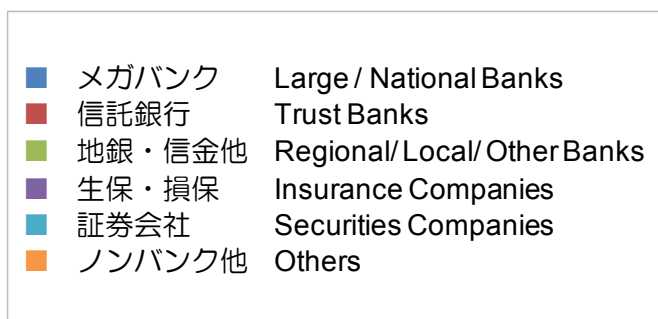 メガバンク Large / National Banks
信託銀行 Trust Banks
地銀・信金他 Regional/ Local/ Other Banks
生保・損保 Insurance Companies
証券会社 Securities Companies
ノンバンク他 Others